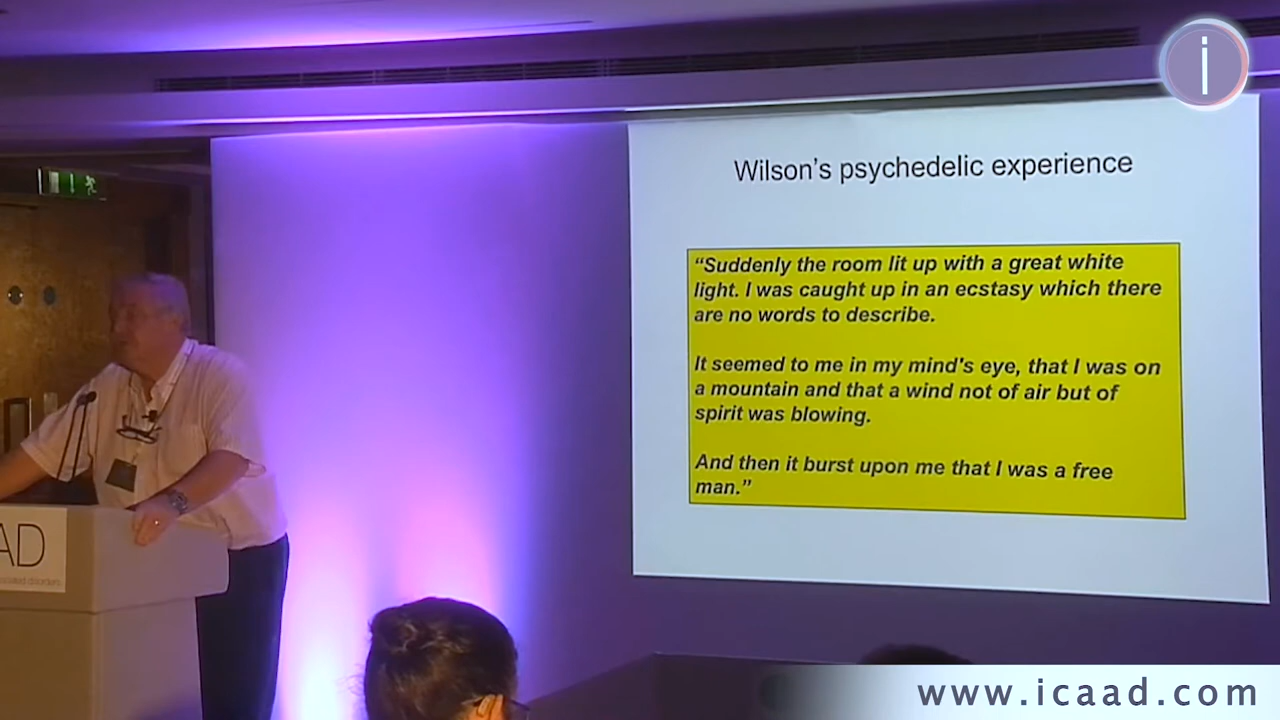 i
Wilson's psychedelic experience
“Suddenly the room lit up with a great white
light. I was caught up in an ecstasy which there
are no words to describe.
It seemed to me in my mind's eye, that I was on
a mountain and that a wind not of air but of
spirit was blowing.
And then it burst upon me that I was a free
man.”
AD
disorders
www.icaad.com